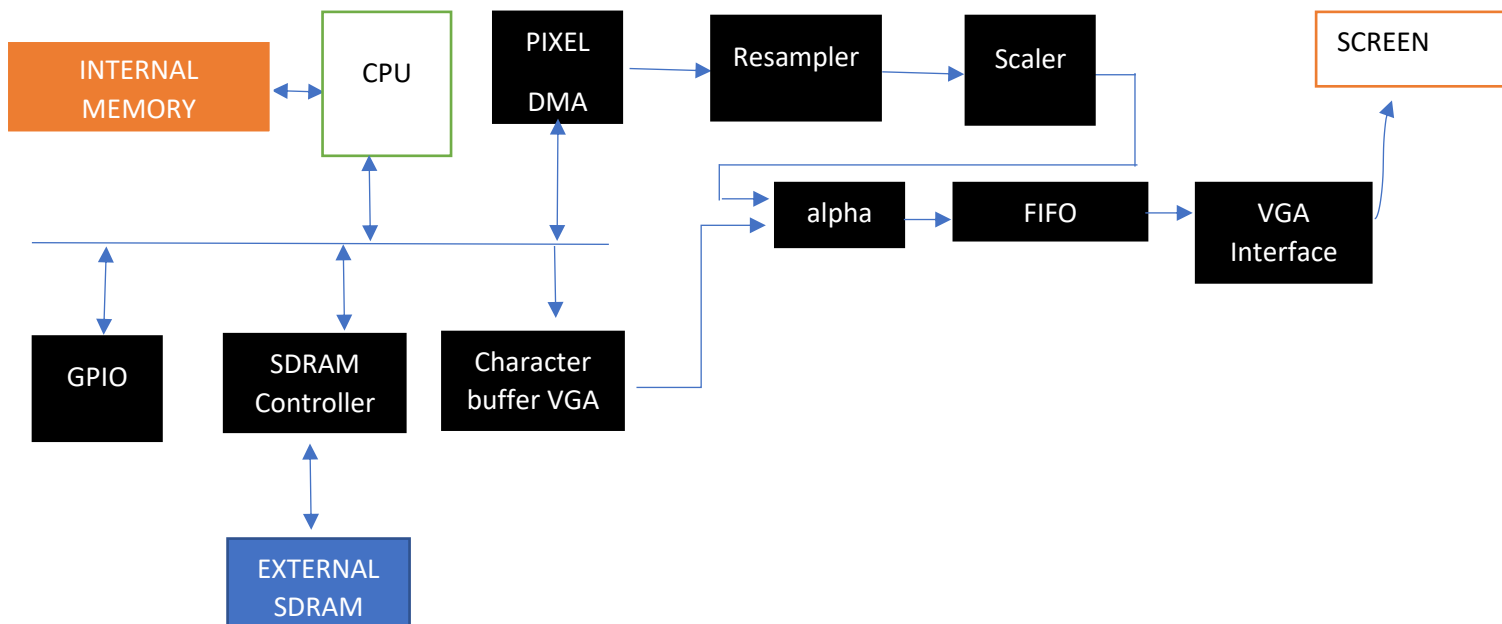 INTERNAL
MEMORY
CPU
PIXEL
DMA
Resampler
Scaler
SCREEN
alpha
FIFO
VGA
Interface
GPIO
SDRAM
Controller
Character
buffer VGA
EXTERNAL
SDRAM